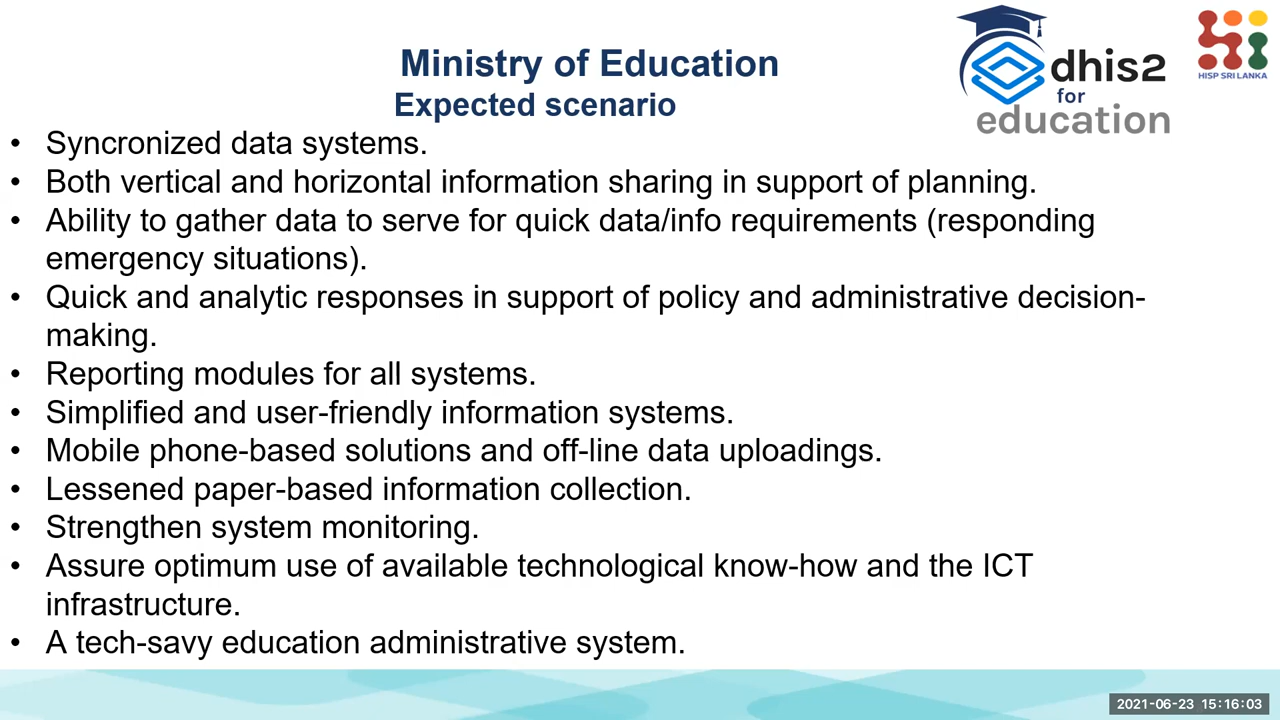 Ministry of Education
Expected scenario
dhis2
for
education
HISP SRI LANKA
• Syncronized data systems.
• Both vertical and horizontal information sharing in support of planning.
• Ability to gather data to serve for quick data/info requirements (responding
emergency situations).
• Quick and analytic responses in support of policy and administrative decision-
making.
• Reporting modules for all systems.
• Simplified and user-friendly information systems.
• Mobile phone-based solutions and off-line data uploadings.
• Lessened paper-based information collection.
• Strengthen system monitoring.
• Assure optimum use of available technological know-how and the ICT
infrastructure.
• A tech-savy education administrative system.
2021-06-23 15:16:03